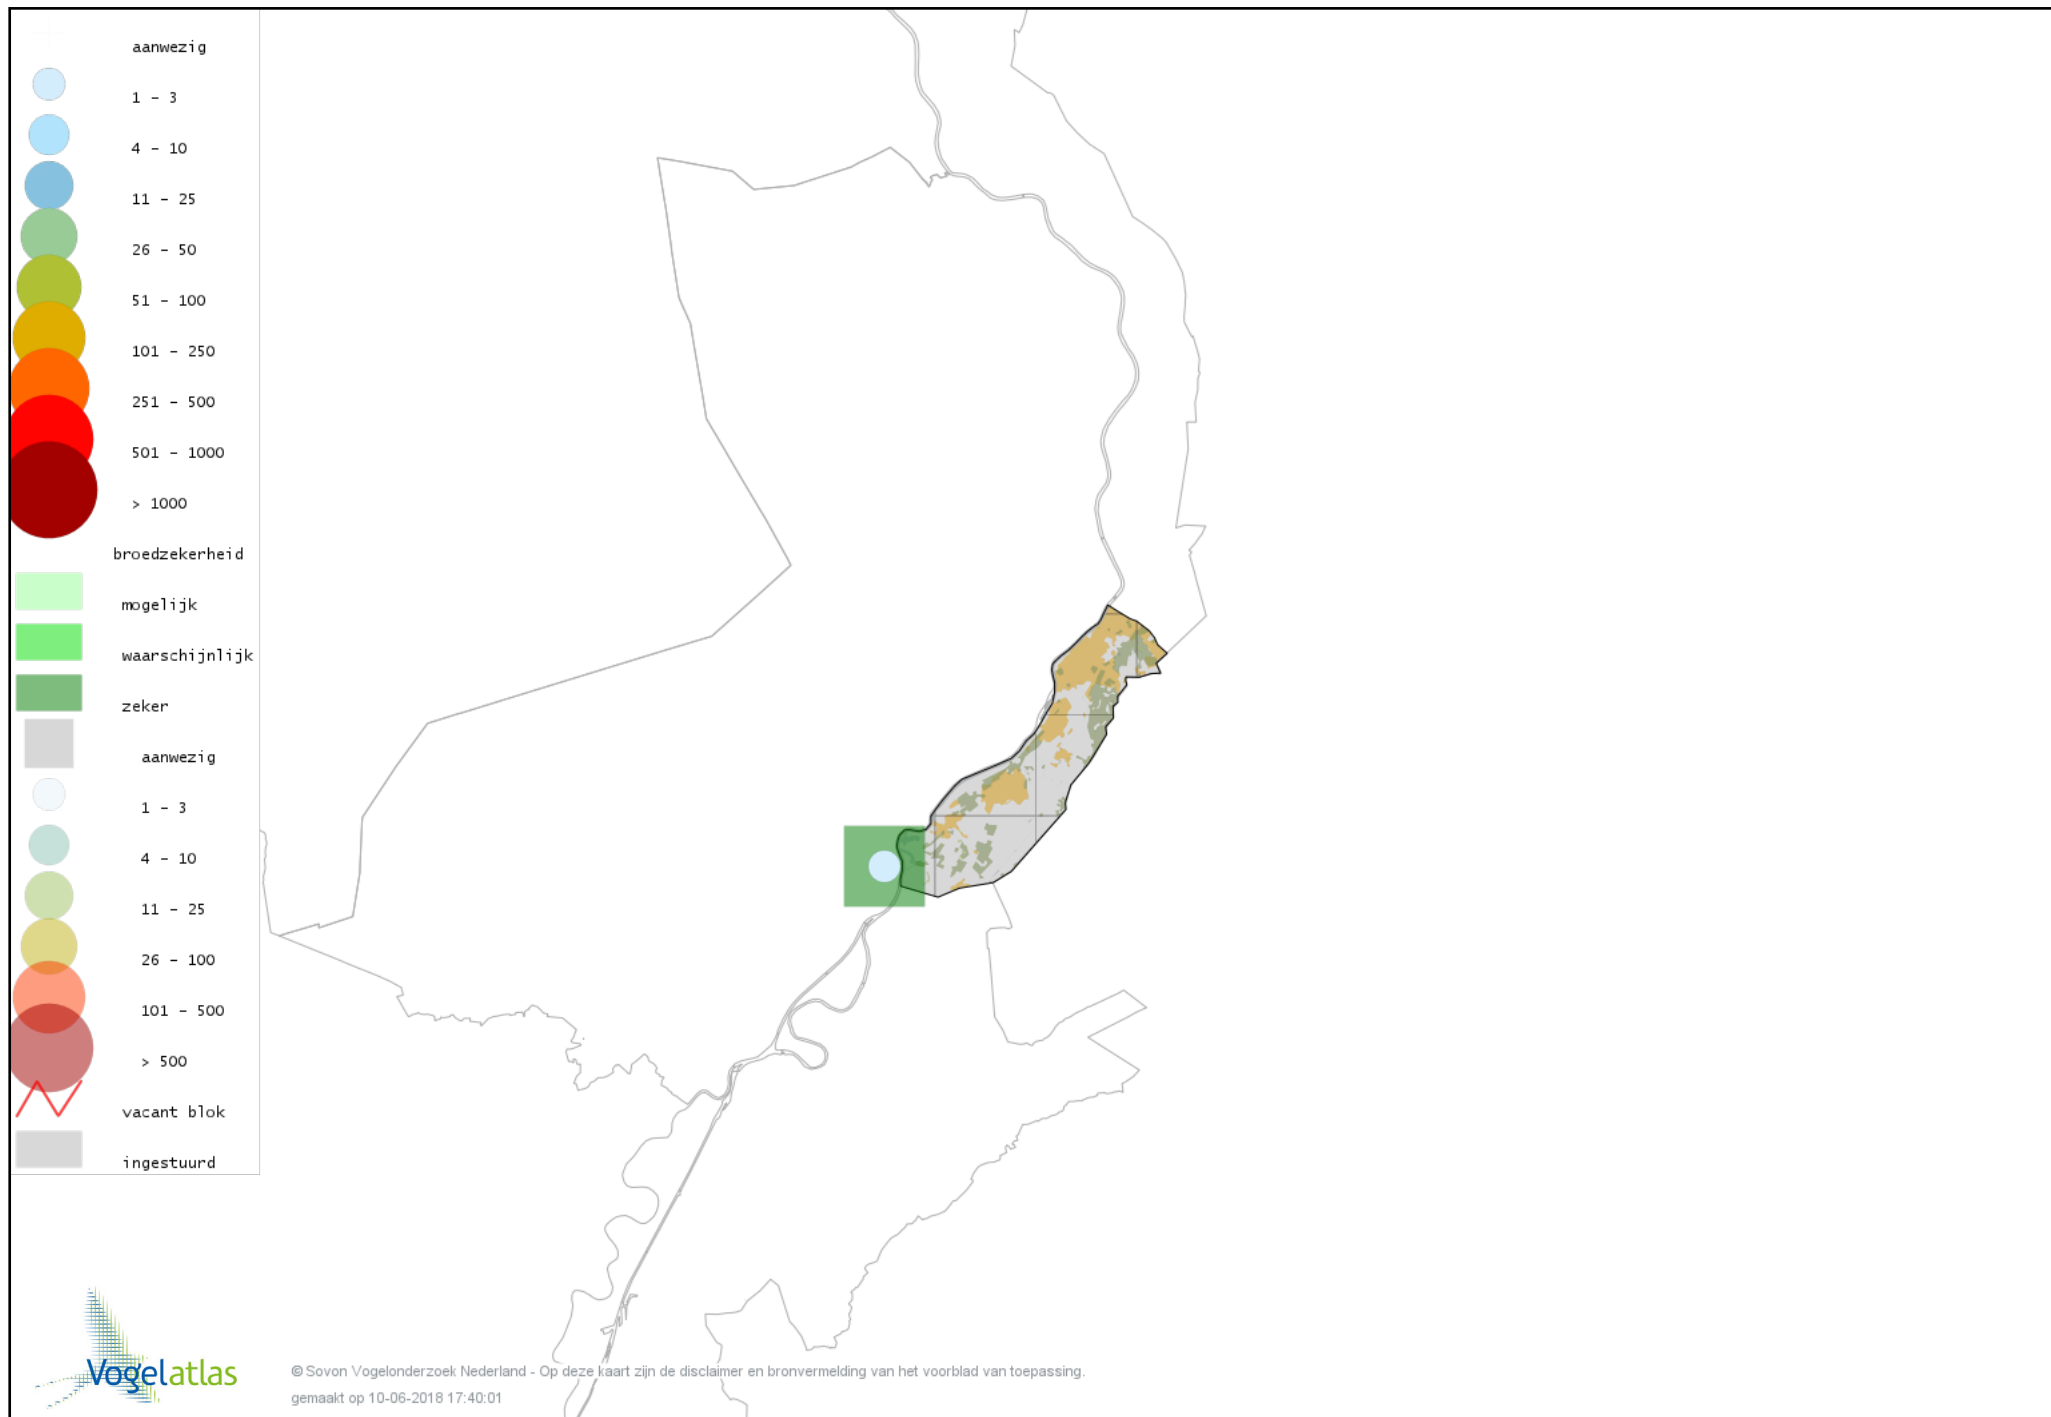 aanwezig
1 - 3
4 - 10
11 - 25
26 - 50
51 - 100
101 - 250
251 - 500
501 - 1000
> 1000
broedzekerheid
mogelijk
waarschijnlijk
zeker
aanwezig
1 - 3
4 - 10
11 - 25
26 - 100
101 - 500
> 500
vacant blok
ingestuurd
Vogelatlas
© Sovon Vogelonderzoek Nederland - Op deze kaart zijn de disclaimer en bronvermelding van het voorblad van toepassing.
gemaakt op 10-06-2018 17:40:01